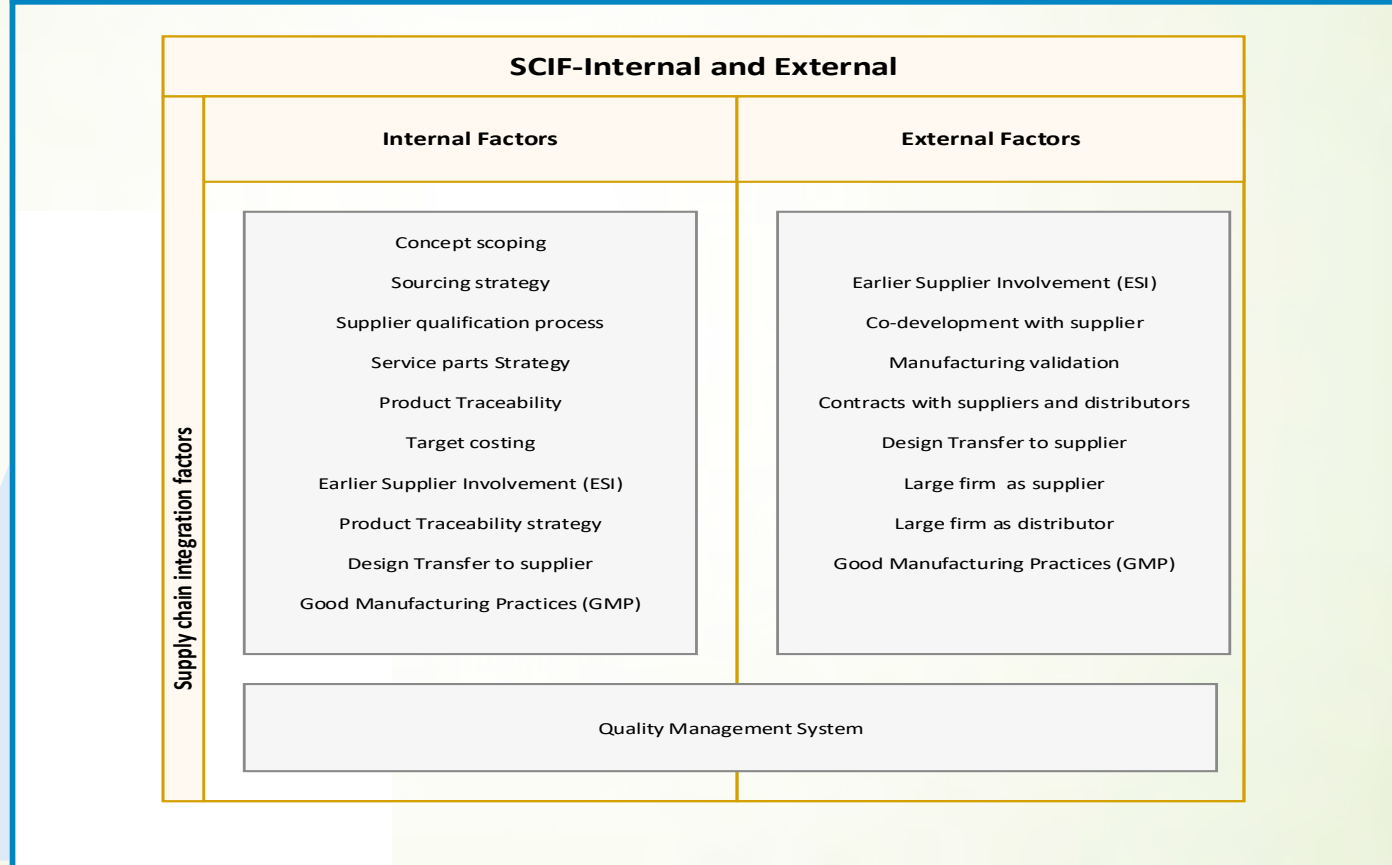 SCIF-Internal and External
Internal Factors
External Factors
Supply chain integration factors
Concept scoping
Sourcing strategy
Supplier qualification process
Service parts Strategy
Product Traceability
Target costing
Earlier Supplier Involvement (ESI)
Product Traceability strategy
Design Transfer to supplier
Good Manufacturing Practices (GMP)
Earlier Supplier Involvement (ESI)
Co-development with supplier
Manufacturing validation
Contracts with suppliers and distributors
Design Transfer to supplier
Large firm as supplier
Large firm as distributor
Good Manufacturing Practices (GMP)
Quality Management System